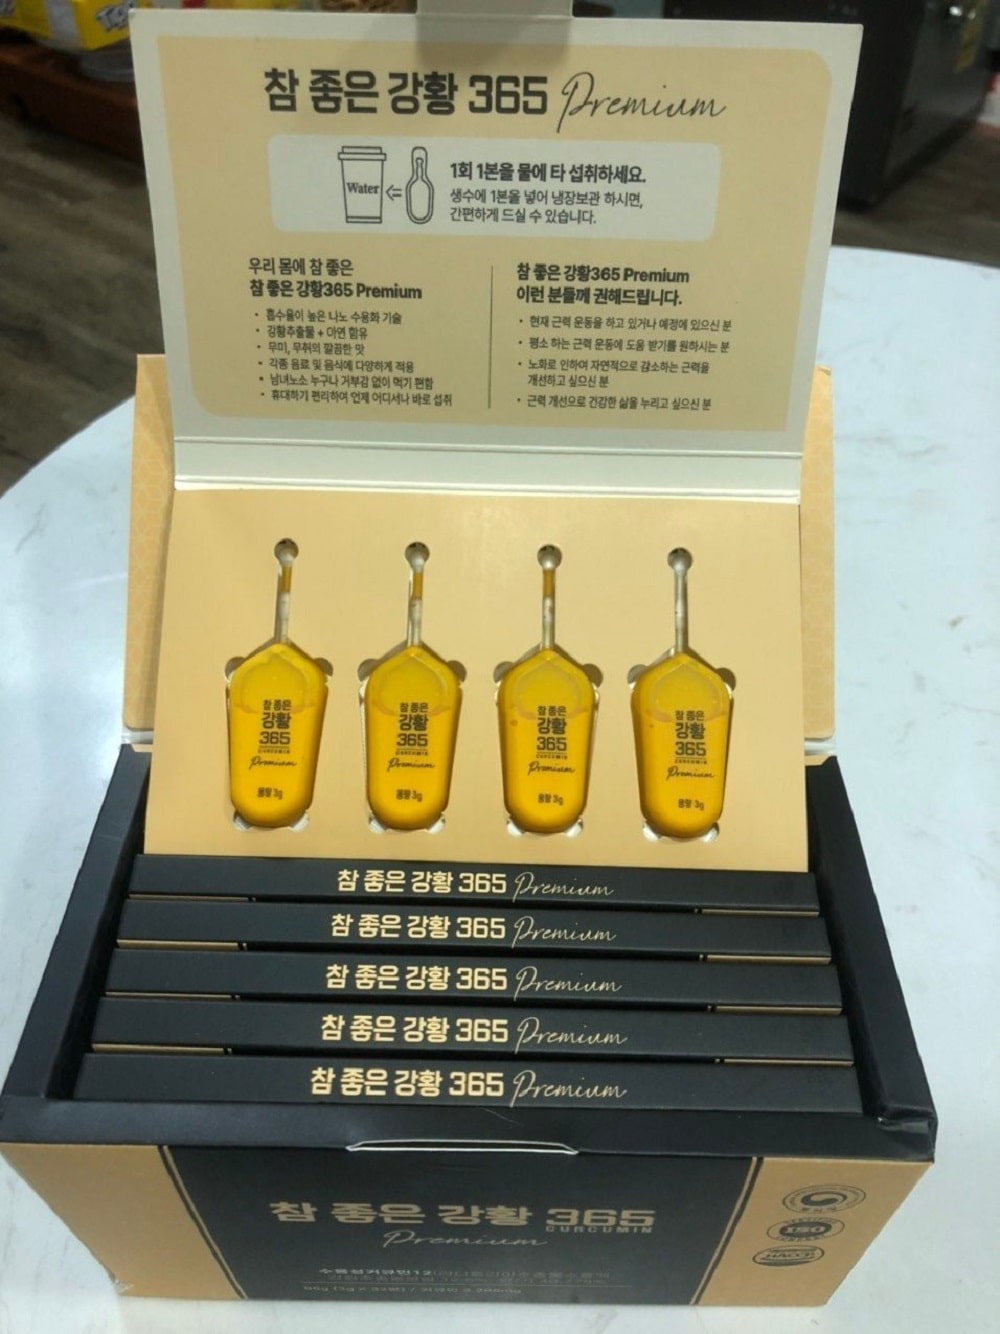 참 좋은 강황 365 Premium
Water
1회 1본을 물에 타 섭취하세요.
생수에 1본을 넣어 냉장보관 하시면,
간편하게 드실 수 있습니다.
우리 몸에 참 좋은
참 좋은 강황365 Premium
• 흡수율이 높은 나노 수용화 기술
• 강황추출물 + 아연 함유
• 무미, 무취의 깔끔한 맛
• 각종 음료 및 음식에 다양하게 적용
• 남녀노소 누구나 거부감 없이 먹기 편함
• 휴대하기 편리하여 언제 어디서나 바로 섭취
참 좋은 강황365 Premium
이런 분들께 권해드립니다.
• 현재 근력 운동을 하고 있거나 예정에 있으신 분
• 평소 하는 근력 운동에 도움 받기를 원하시는 분
• 노화로 인하여 자연적으로 감소하는 근력을
개선하고 싶으신 분
• 근력 개선으로 건강한 삶을 누리고 싶으신 분
참 좋은
강황
365
CURCUMIN
Premium
용량 3g
참 좋은
강황
365
CURCUMIN
Premium
용량 3g
참 좋은
강황
365
CURCUMIN
Premium
용량 3g
참 좋은
강황
365
CURCUMIN
Premium
용량 3g
참 좋은 강황 365 Premium
참 좋은 강황 365 Premium
참 좋은 강황 365 Premium
참 좋은 강황 365 Premium
참 좋은 강황 365 Premium
참 좋은 강황 365
CURCUMIN
Premium
ISO
HACCP